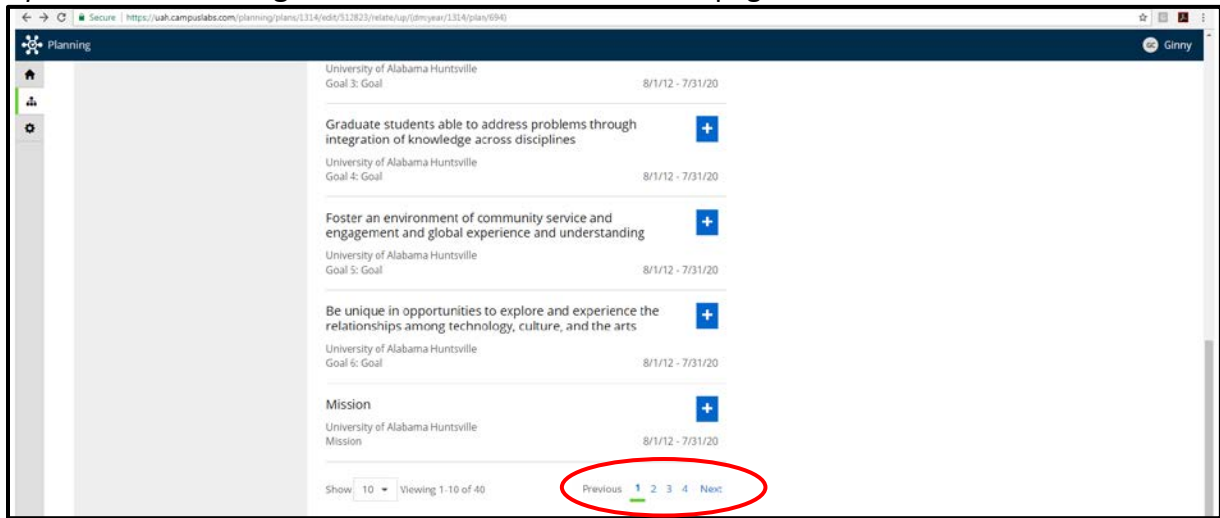 Secure | https://uah.campuslabs.com/planning/plans/1314/edit/512823/relate/up/(dm:year/1314/plan/694)
Planning
GC Ginny
University of Alabama Huntsville
Goal 3: Goal 8/1/12 - 7/31/20
Graduate students able to address problems through
integration of knowledge across disciplines
University of Alabama Huntsville
Goal 4: Goal 8/1/12 - 7/31/20
Foster an environment of community service and
engagement and global experience and understanding
University of Alabama Huntsville
Goal 5: Goal 8/1/12 - 7/31/20
Be unique in opportunities to explore and experience the
relationships among technology, culture, and the arts
University of Alabama Huntsville
Goal 6: Goal 8/1/12 - 7/31/20
Mission
University of Alabama Huntsville
Mission 8/1/12 - 7/31/20
Show 10 Viewing 1-10 of 40 Previous 1 2 3 4 Next